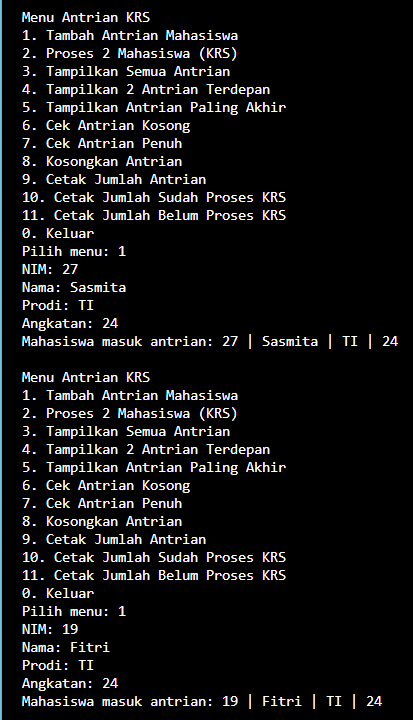 Menu Antrian KRS
1. Tambah Antrian Mahasiswa
2. Proses 2 Mahasiswa (KRS)
3. Tampilkan Semua Antrian
4. Tampilkan 2 Antrian Terdepan
5. Tampilkan Antrian Paling Akhir
6. Cek Antrian Kosong
7. Cek Antrian Penuh
8. Kosongkan Antrian
9. Cetak Jumlah Antrian
10. Cetak Jumlah Sudah Proses KRS
11. Cetak Jumlah Belum Proses KRS
0. Keluar
Pilih menu: 1
NIM: 27
Nama: Sasmita
Prodi: TI
Angkatan: 24
Mahasiswa masuk antrian: 27 | Sasmita | TI | 24
Menu Antrian KRS
1. Tambah Antrian Mahasiswa
2. Proses 2 Mahasiswa (KRS)
3. Tampilkan Semua Antrian
4. Tampilkan 2 Antrian Terdepan
5. Tampilkan Antrian Paling Akhir
6. Cek Antrian Kosong
7. Cek Antrian Penuh
8. Kosongkan Antrian
9. Cetak Jumlah Antrian
10. Cetak Jumlah Sudah Proses KRS
11. Cetak Jumlah Belum Proses KRS
0. Keluar
Pilih menu: 1
NIM: 19
Nama: Fitri
Prodi: TI
Angkatan: 24
Mahasiswa masuk antrian: 19 | Fitri | TI | 24